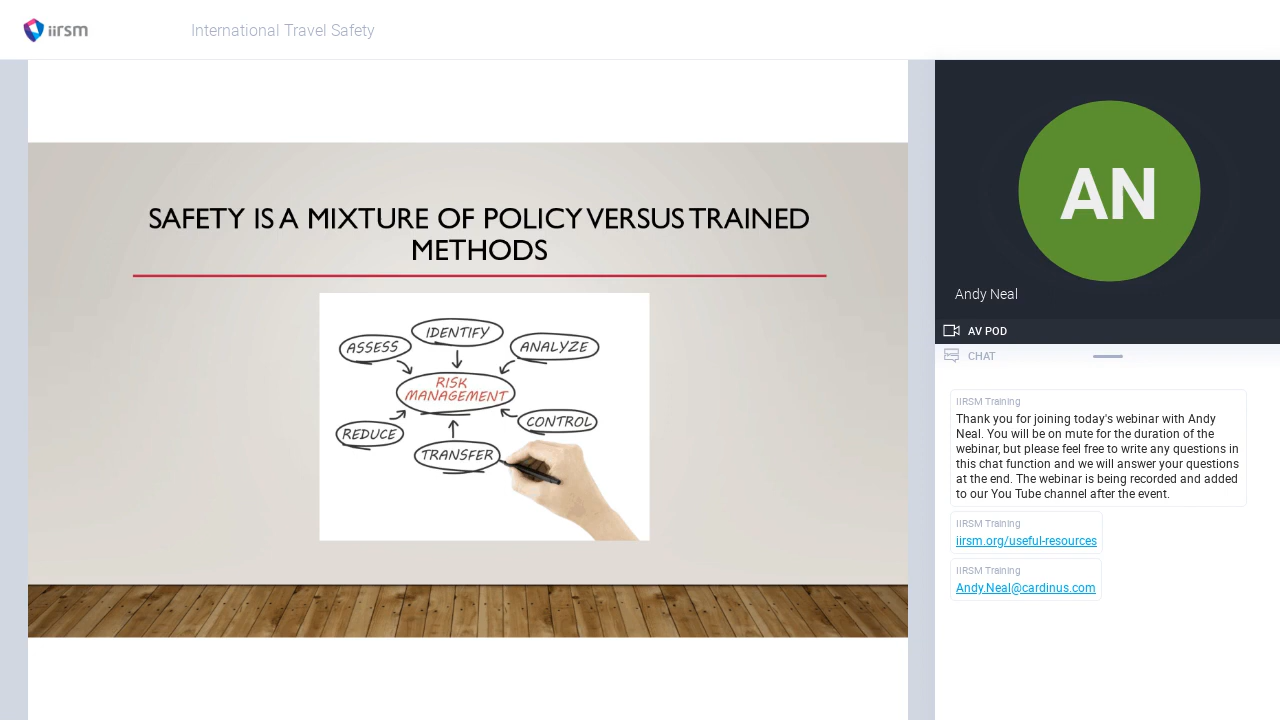 iirsm
International Travel Safety
SAFETY IS A MIXTURE OF POLICY VERSUS TRAINED
METHODS
IDENTIFY
ASSESS
ANALYZE
RISK
MANAGEMENT
REDUCE
CONTROL
TRANSFER
AN
Andy Neal
AV POD
CHAT
IIRSM Training
Thank you for joining today's webinar with Andy
Neal. You will be on mute for the duration of the
webinar, but please feel free to write any questions in
this chat function and we will answer your questions
at the end. The webinar is being recorded and added
to our You Tube channel after the event.
IIRSM Training
iirsm.org/useful-resources
IIRSM Training
Andy.Neal@cardinus.com